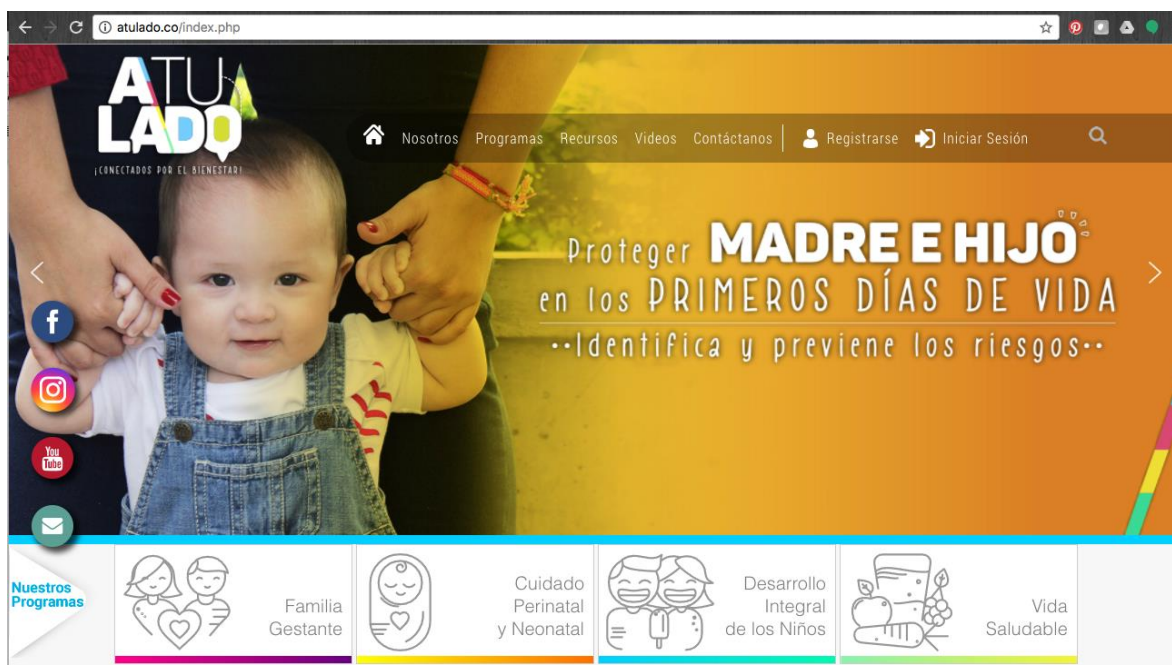 atulado.co/index.php
ATU
LADO
¡CONECTADOS POR EL BIENESTAR!
Nosotros Programas Recursos Videos Contáctanos Registrarse Iniciar Sesión
Proteger MADRE E HIJO
en los PRIMEROS DÍAS DE VIDA
··Identifica y previene los riesgos··
f
You
Tube
Nuestros
Programas
Familia
Gestante
Cuidado
Perinatal
y Neonatal
Desarrollo
Integral
de los Niños
Vida
Saludable